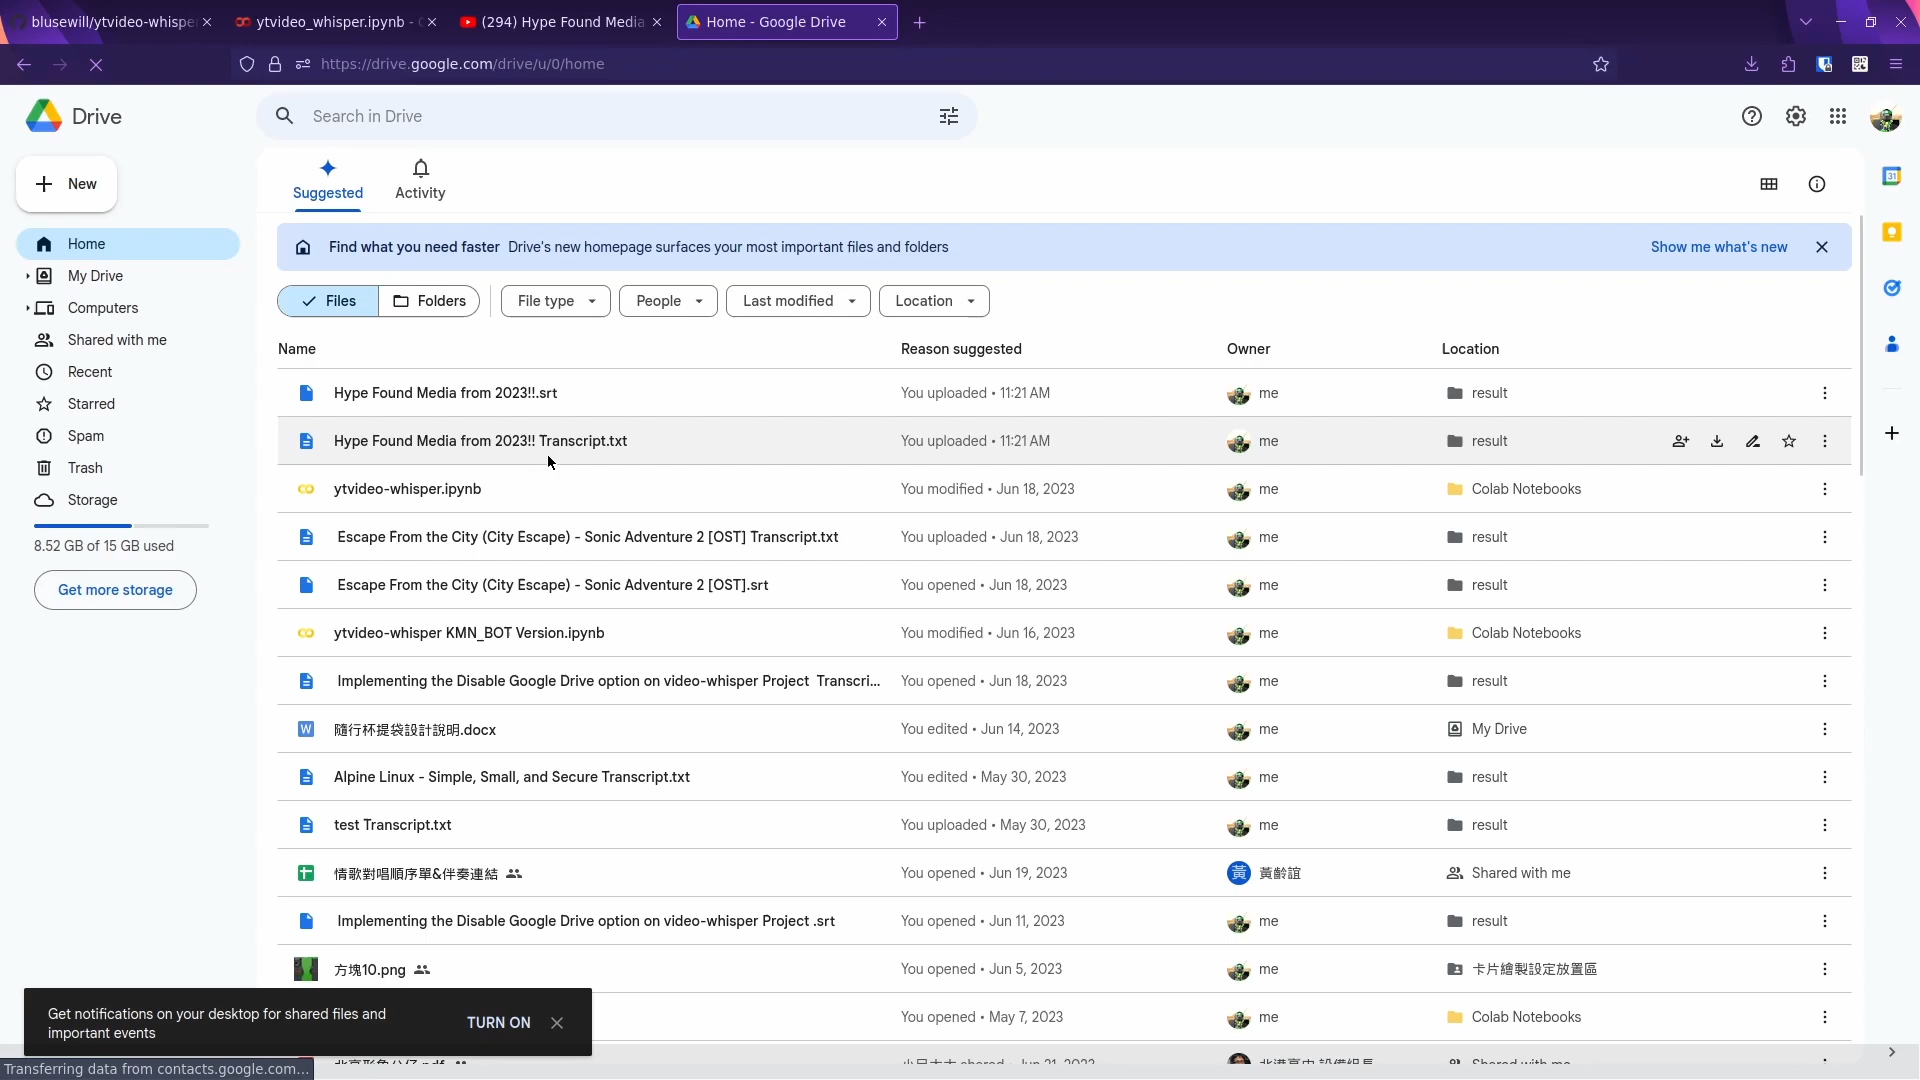 bluesewill/ytvideo-whisper
ytvideo_whisper.ipynb -
(294) Hype Found Media
Home - Google Drive
https://drive.google.com/drive/u/0/home
Drive
Search in Drive
New
Suggested
Activity
Home
My Drive
Computers
Shared with me
Recent
Starred
Spam
Trash
Storage
8.52 GB of 15 GB used
Get more storage
Find what you need faster Drive's new homepage surfaces your most important files and folders Show me what's new
Files Folders File type People Last modified Location
Name Reason suggested Owner Location
Hype Found Media from 2023!!.srt You uploaded • 11:21 AM me result
Hype Found Media from 2023!! Transcript.txt You uploaded • 11:21 AM me result
ytvideo-whisper.ipynb You modified • Jun 18, 2023 me Colab Notebooks
Escape From the City (City Escape) - Sonic Adventure 2 [OST] Transcript.txt You uploaded • Jun 18, 2023 me result
Escape From the City (City Escape) - Sonic Adventure 2 [OST].srt You opened • Jun 18, 2023 me result
ytvideo-whisper KMN_BOT Version.ipynb You modified • Jun 16, 2023 me Colab Notebooks
Implementing the Disable Google Drive option on video-whisper Project Transcri... You opened • Jun 18, 2023 me result
隨行杯提袋設計說明.docx You edited • Jun 14, 2023 me My Drive
Alpine Linux - Simple, Small, and Secure Transcript.txt You edited • May 30, 2023 me result
test Transcript.txt You uploaded • May 30, 2023 me result
情歌對唱順序單&伴奏連結 You opened • Jun 19, 2023 黃 黃齡誼 Shared with me
Implementing the Disable Google Drive option on video-whisper Project .srt You opened • Jun 11, 2023 me result
方塊10.png You opened • Jun 5, 2023 me 卡片繪製設定放置區
You opened • May 7, 2023 me Colab Notebooks
Get notifications on your desktop for shared files and
important events
TURN ON
Transferring data from contacts.google.com...